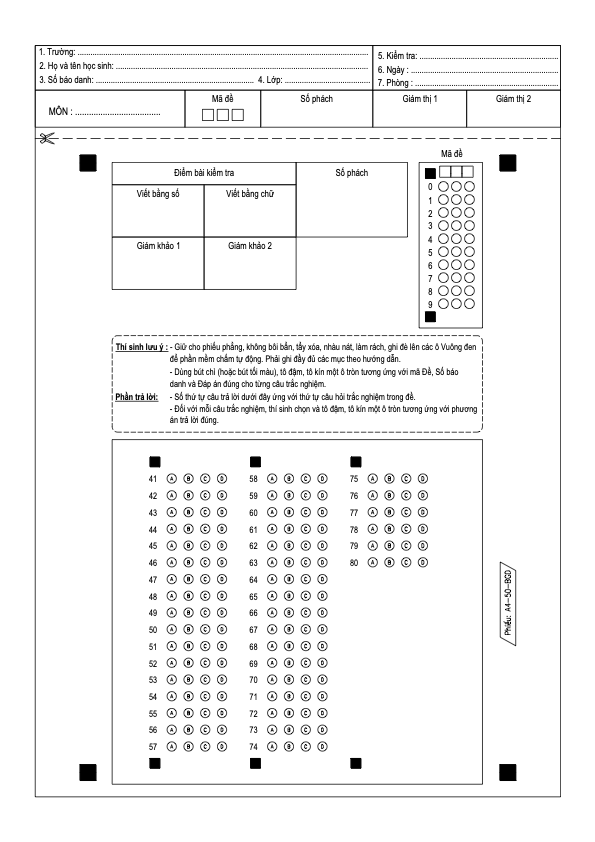 1. Trường: ....................................................................................................................
2. Họ và tên học sinh: ....................................................................................................
3. Số báo danh: ................................................................ 4. Lớp: ................................
5. Kiểm tra: ........................................................
6. Ngày : ...........................................................
7. Phòng : .........................................................
MÔN : ..................................
Mã đề
Số phách
Giám thị 1
Giám thị 2
Mã đề
Điểm bài kiểm tra
Số phách
Viết bằng số
Viết bằng chữ
Giám khảo 1
Giám khảo 2
0
1
2
3
4
5
6
7
8
9
Thí sinh lưu ý : - Giữ cho phiếu phẳng, không bôi bẩn, tẩy xóa, nhàu nát, làm rách, ghi đè lên các ô Vuông đen
để phần mềm chấm tự động. Phải ghi đầy đủ các mục theo hướng dẫn.
- Dùng bút chì (hoặc bút tối màu), tô đậm, tô kín một ô tròn tương ứng với mã Đề, Số báo
danh và Đáp án đúng cho từng câu trắc nghiệm.
Phần trả lời: - Số thứ tự câu trả lời dưới đây ứng với thứ tự câu hỏi trắc nghiệm trong đề.
- Đối với mỗi câu trắc nghiệm, thí sinh chọn và tô đậm, tô kín một ô tròn tương ứng với phương
án trả lời đúng.
41 A B C D 58 A B C D 75 A B C D
42 A B C D 59 A B C D 76 A B C D
43 A B C D 60 A B C D 77 A B C D
44 A B C D 61 A B C D 78 A B C D
45 A B C D 62 A B C D 79 A B C D
46 A B C D 63 A B C D 80 A B C D
47 A B C D 64 A B C D
48 A B C D 65 A B C D
49 A B C D 66 A B C D
50 A B C D 67 A B C D
51 A B C D 68 A B C D
52 A B C D 69 A B C D
53 A B C D 70 A B C D
54 A B C D 71 A B C D
55 A B C D 72 A B C D
56 A B C D 73 A B C D
57 A B C D 74 A B C D
Phiếu: A4-50-BGD